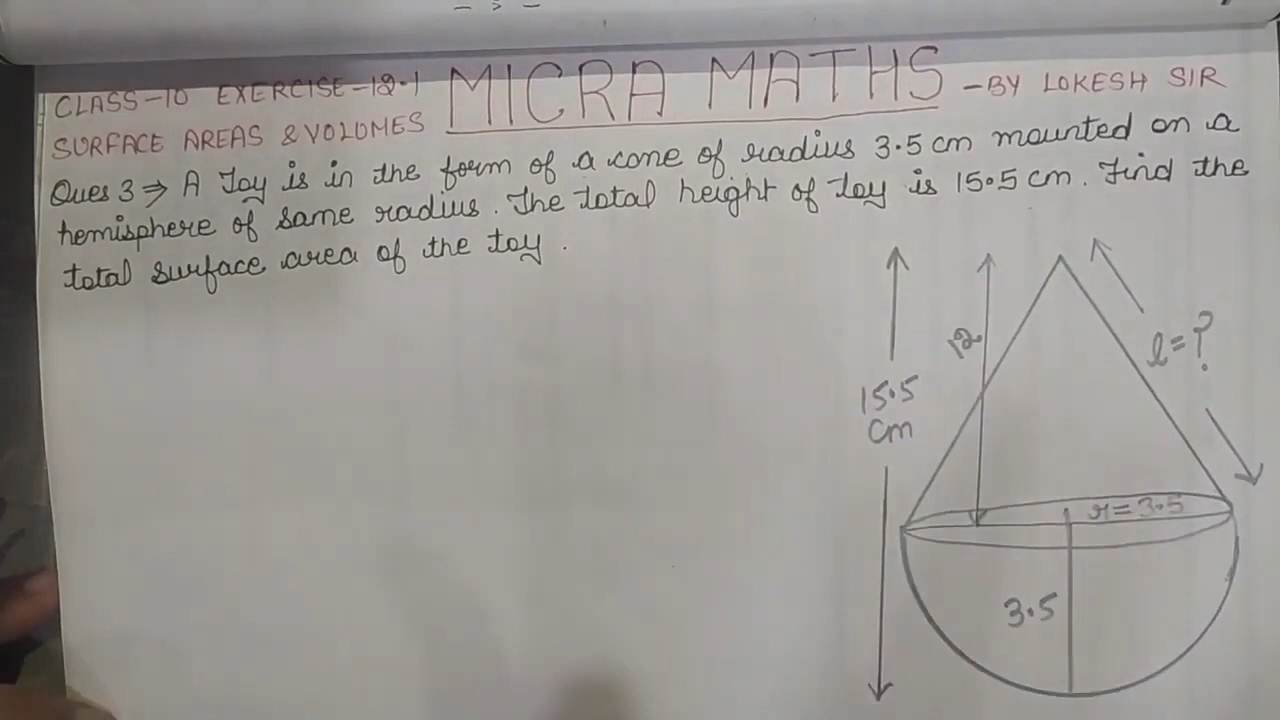 CLASS-10 EXERCISE-12.1 MICRA MATHS - BY LOKESH SIR
SURFACE AREAS & VOLUMES
Ques 3 ⇒ A Toy is in the form of a cone of radius 3.5 cm mounted on a
hemisphere of same radius. The total height of toy is 15.5 cm. Find the
total surface area of the toy.
12
l=?
15.5
cm
r=3.5
3.5